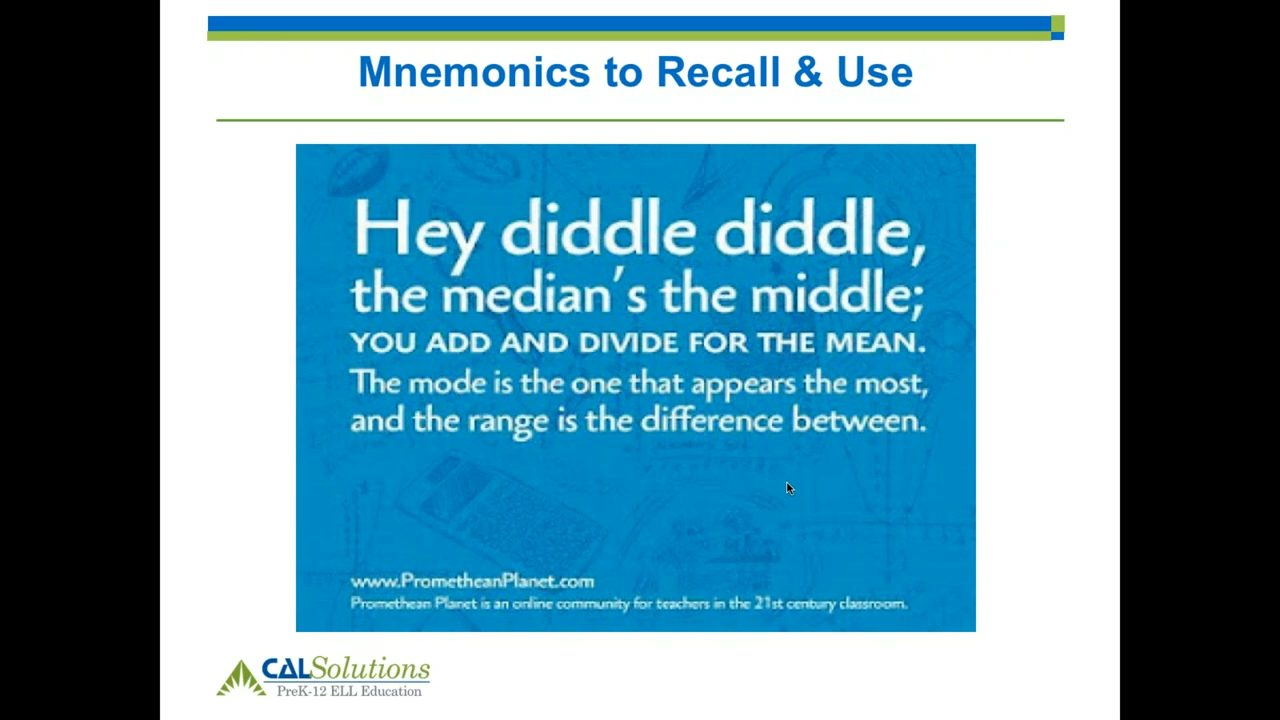 Mnemonics to Recall & Use
Hey diddle diddle,
the median's the middle;
YOU ADD AND DIVIDE FOR THE MEAN.
The mode is the one that appears the most,
and the range is the difference between.
www.PrometheanPlanet.com
Promethean Planet is an online community for teachers in the 21st century classroom.
CALSolutions
PreK-12 ELL Education